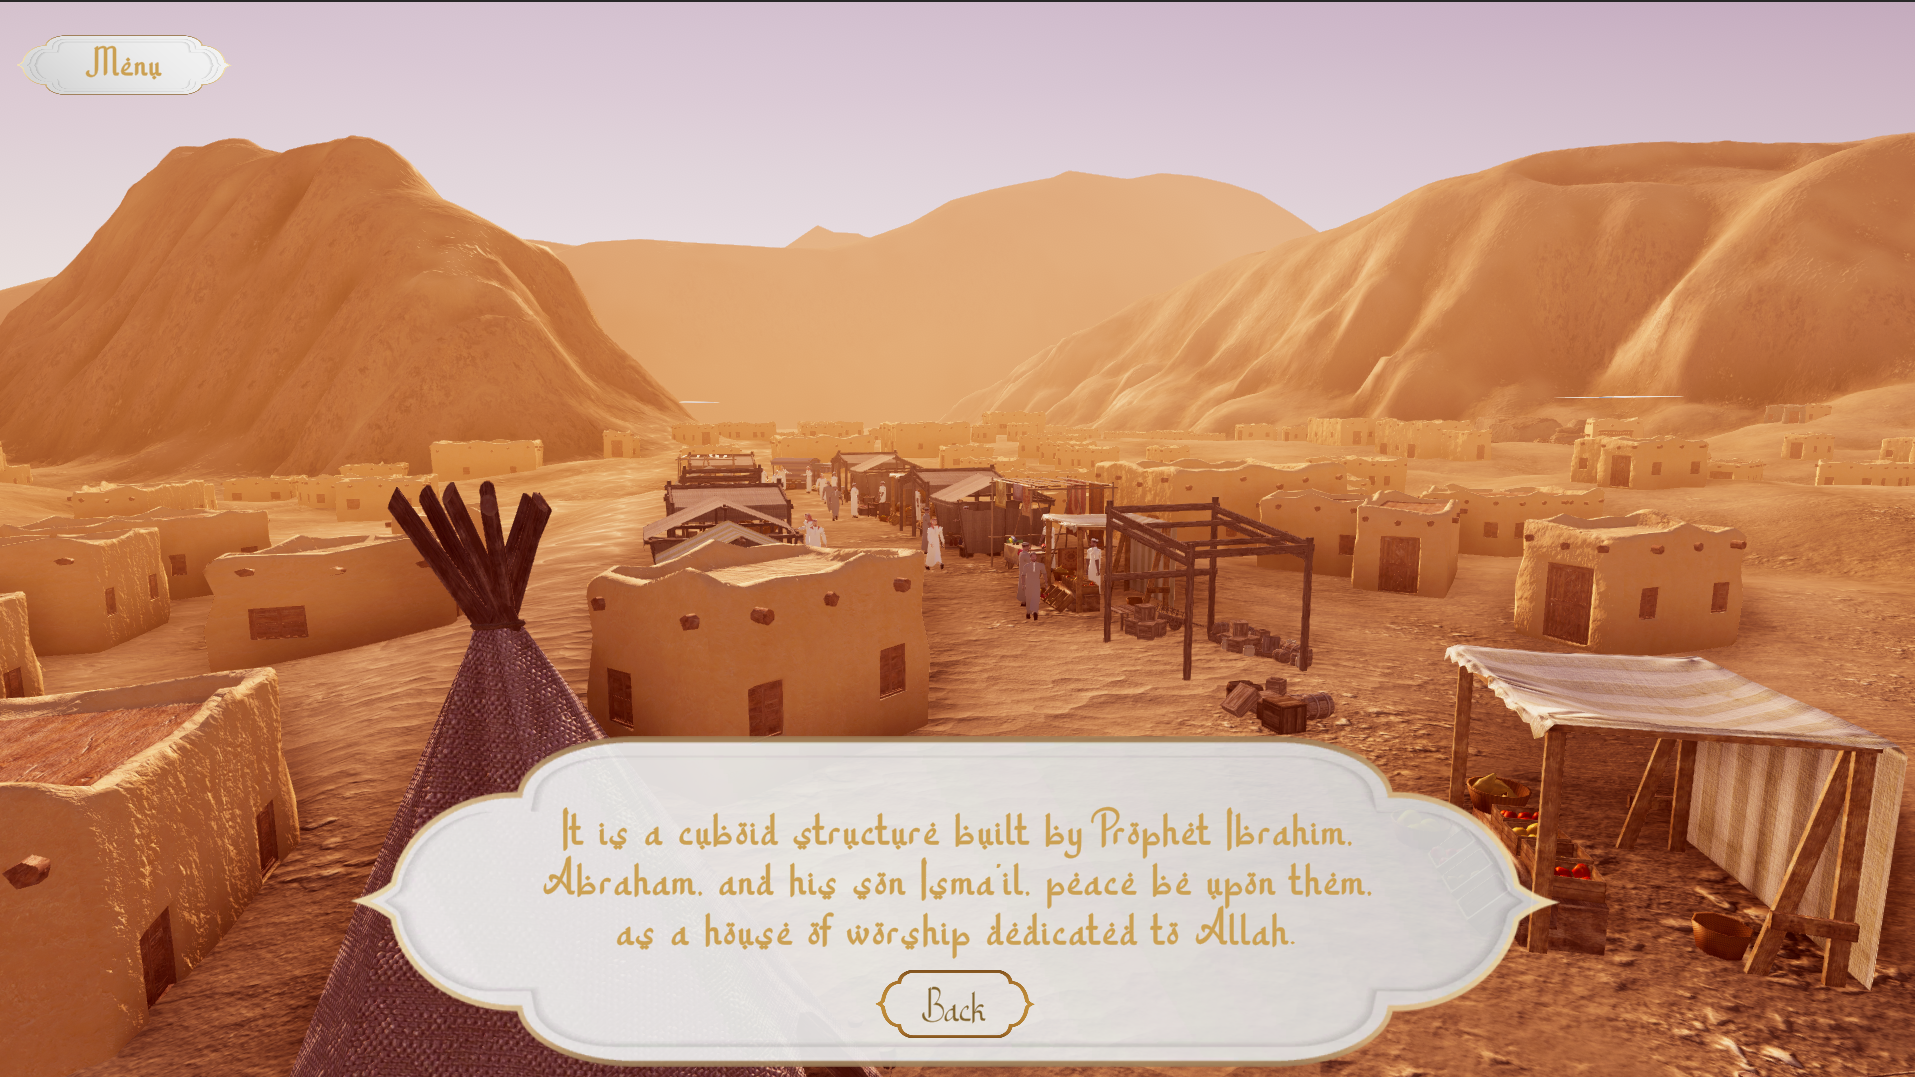 Menu
It is a cuboid structure built by Prophet Ibrahim.
Abraham. and his son Isma'il. peace be upon them.
as a house of worship dedicated to Allah.
Back